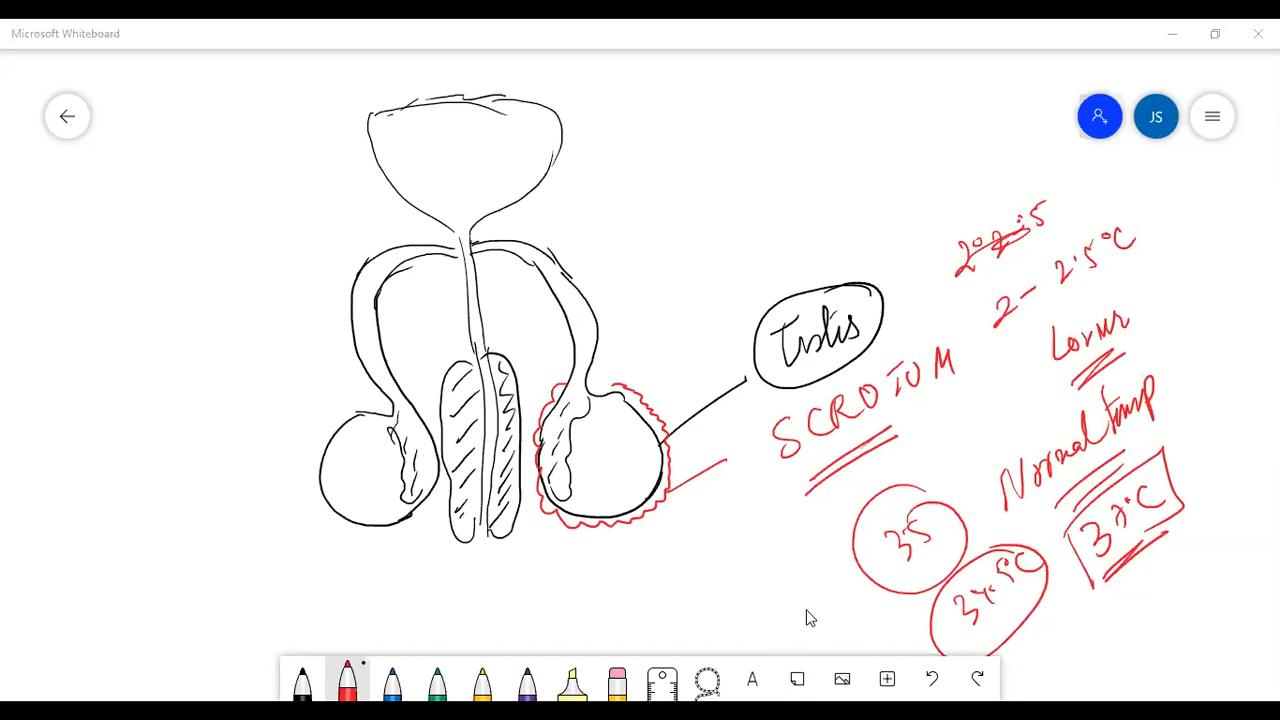 Microsoft Whiteboard
JS
2 - 2.5°C
Testis
Lower
SCROTUM
Normal temp
37°C
35
34.5°C
A